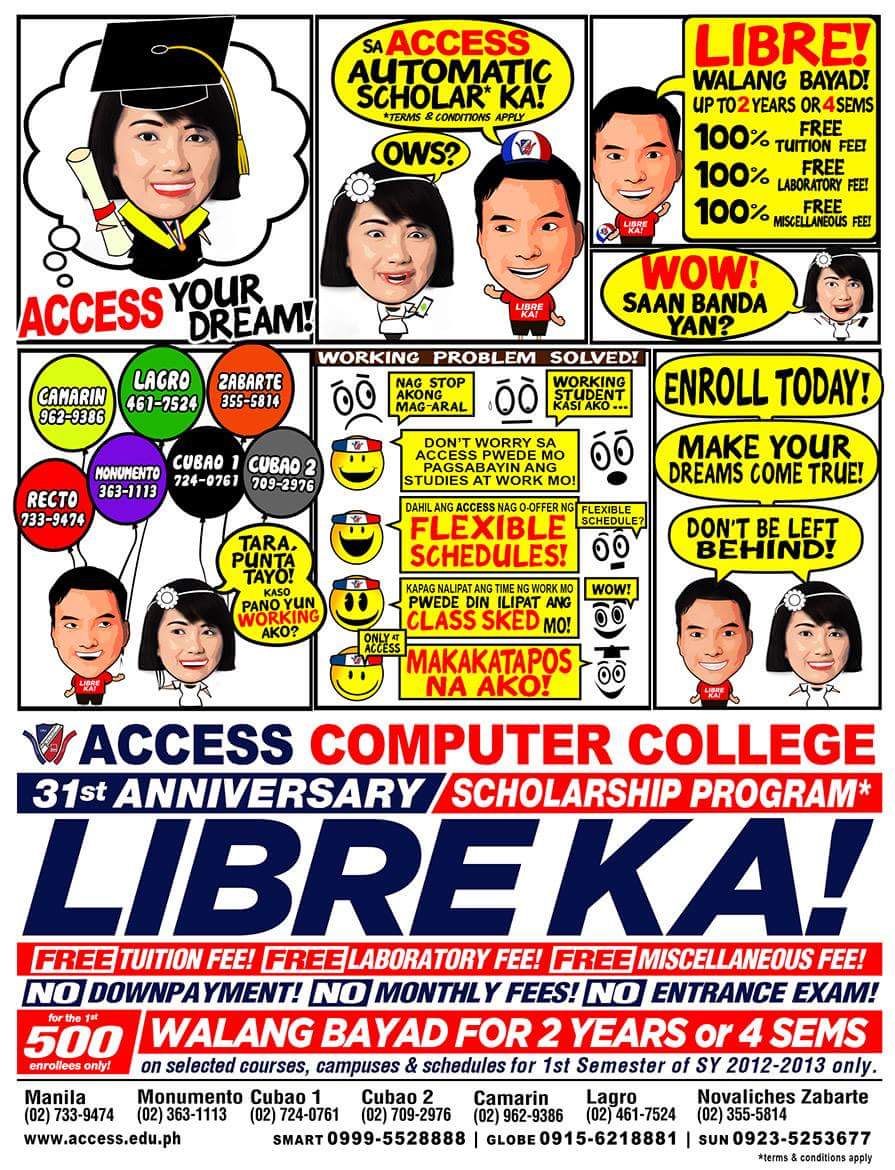 ACCESS YOUR
DREAM!
SA ACCESS
AUTOMATIC
SCHOLAR* KA!
*TERMS & CONDITIONS APPLY
OWS?
LIBRE KA!
LIBRE!
WALANG BAYAD!
UP TO 2 YEARS OR 4 SEMS
100% FREE TUITION FEE!
100% FREE LABORATORY FEE!
100% FREE MISCELLANEOUS FEE!
LIBRE KA!
WOW!
SAAN BANDA
YAN?
CAMARIN
962-9386
LAGRO
461-7524
ZABARTE
355-5814
RECTO
733-9474
MONUMENTO
363-1113
CUBAO 1
724-0761
CUBAO 2
709-2976
TARA,
PUNTA
TAYO!
KASO
PANO YUN
WORKING
AKO?
LIBRE KA!
WORKING PROBLEM SOLVED!
NAG STOP
AKONG
MAG-ARAL
WORKING
STUDENT
KASI AKO ...
DON'T WORRY SA
ACCESS PWEDE MO
PAGSABAYIN ANG
STUDIES AT WORK MO!
DAHIL ANG ACCESS NAG O-OFFER NG
FLEXIBLE
SCHEDULES!
FLEXIBLE
SCHEDULE?
KAPAG NALIPAT ANG TIME NG WORK MO
PWEDE DIN ILIPAT ANG
CLASS SKED MO!
WOW!
ONLY AT
ACCESS
MAKAKATAPOS
NA AKO!
ENROLL TODAY!
MAKE YOUR
DREAMS COME TRUE!
DON'T BE LEFT
BEHIND!
LIBRE KA!
ACCESS COMPUTER COLLEGE
31st ANNIVERSARY SCHOLARSHIP PROGRAM*
LIBRE KA!
FREE TUITION FEE! FREE LABORATORY FEE! FREE MISCELLANEOUS FEE!
NO DOWNPAYMENT! NO MONTHLY FEES! NO ENTRANCE EXAM!
for the 1st
500
enrollees only!
WALANG BAYAD FOR 2 YEARS or 4 SEMS
on selected courses, campuses & schedules for 1st Semester of SY 2012-2013 only.
Manila Monumento Cubao 1 Cubao 2 Camarin Lagro Novaliches Zabarte
(02) 733-9474 (02) 363-1113 (02) 724-0761 (02) 709-2976 (02) 962-9386 (02) 461-7524 (02) 355-5814
www.access.edu.ph SMART 0999-5528888 | GLOBE 0915-6218881 | SUN 0923-5253677
*terms & conditions apply